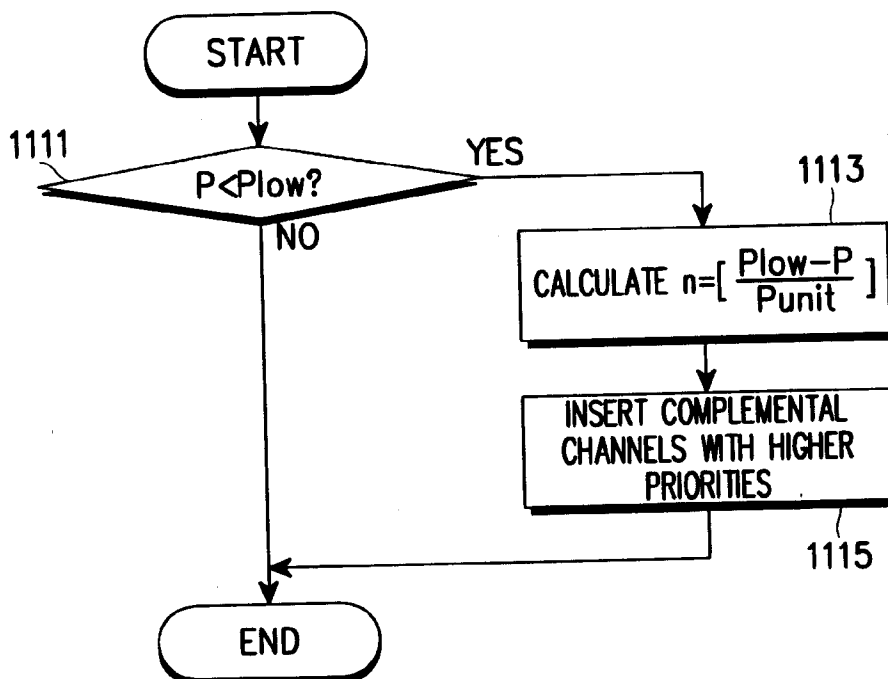 START
1111
P<Plow?
YES
NO
1113
CALCULATE n=[ Plow-P / Punit ]
INSERT COMPLEMENTAL
CHANNELS WITH HIGHER
PRIORITIES
1115
END